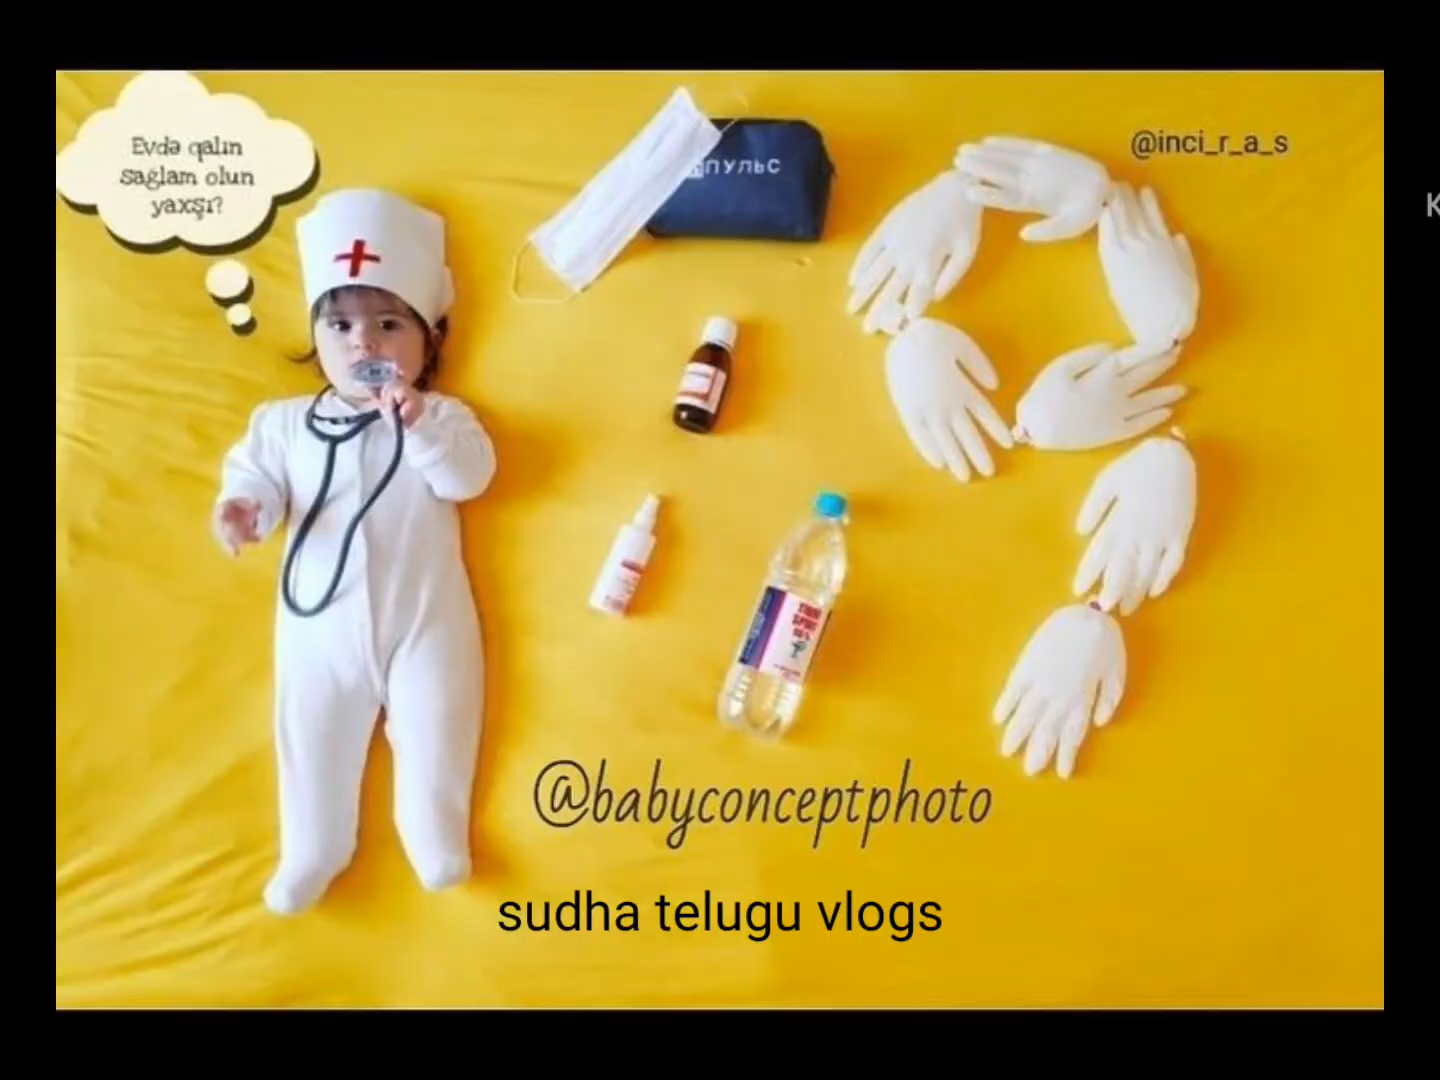 Evdə qalın
sağlam olun
yaxşı?
ПУЛЬС
@inci_r_a_s
K
@babyconceptphoto
sudha telugu vlogs